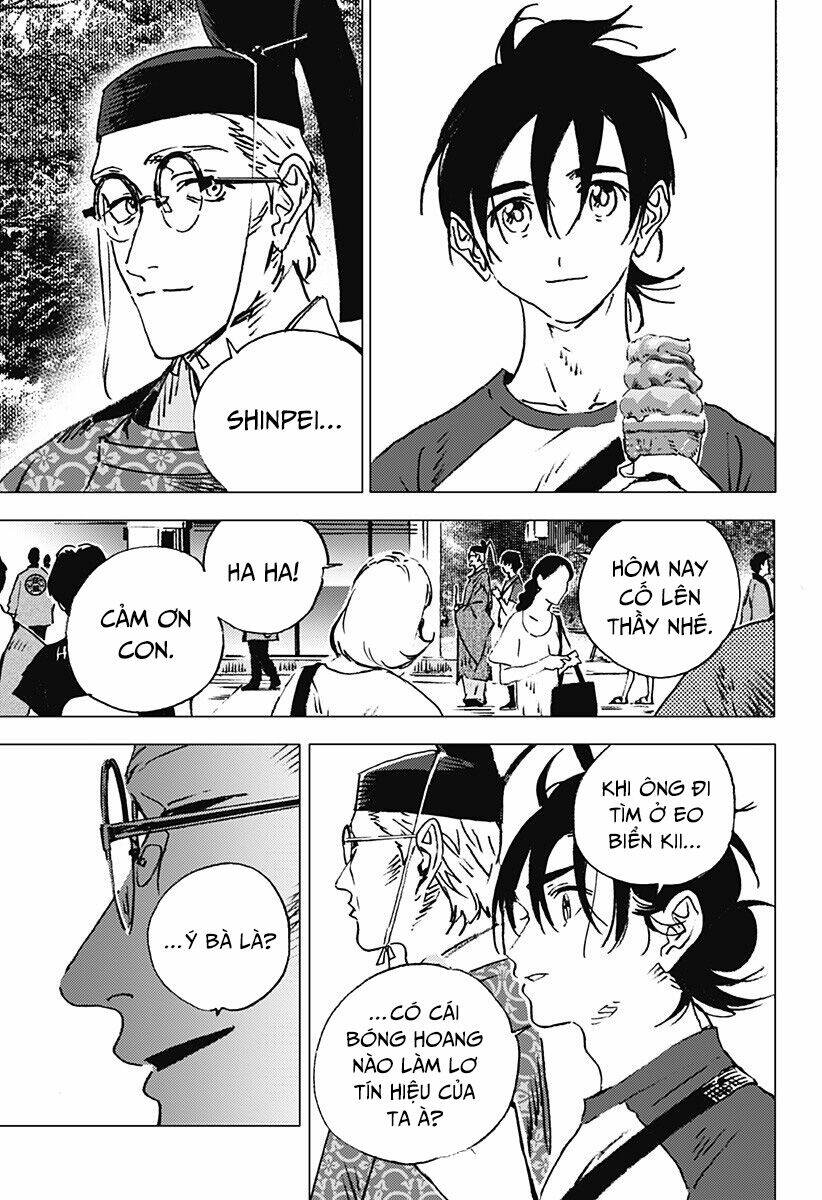 SHINPEI...
HÔM NAY
CỐ LÊN
THẦY NHÉ.
HA HA!
CẢM ƠN
CON.
KHI ÔNG ĐI
TÌM Ở EO
BIỂN KII...
...CÓ CÁI
BÓNG HOANG
NÀO LÀM LƠ
TÍN HIỆU CỦA
TA À?
...Ý BÀ LÀ?